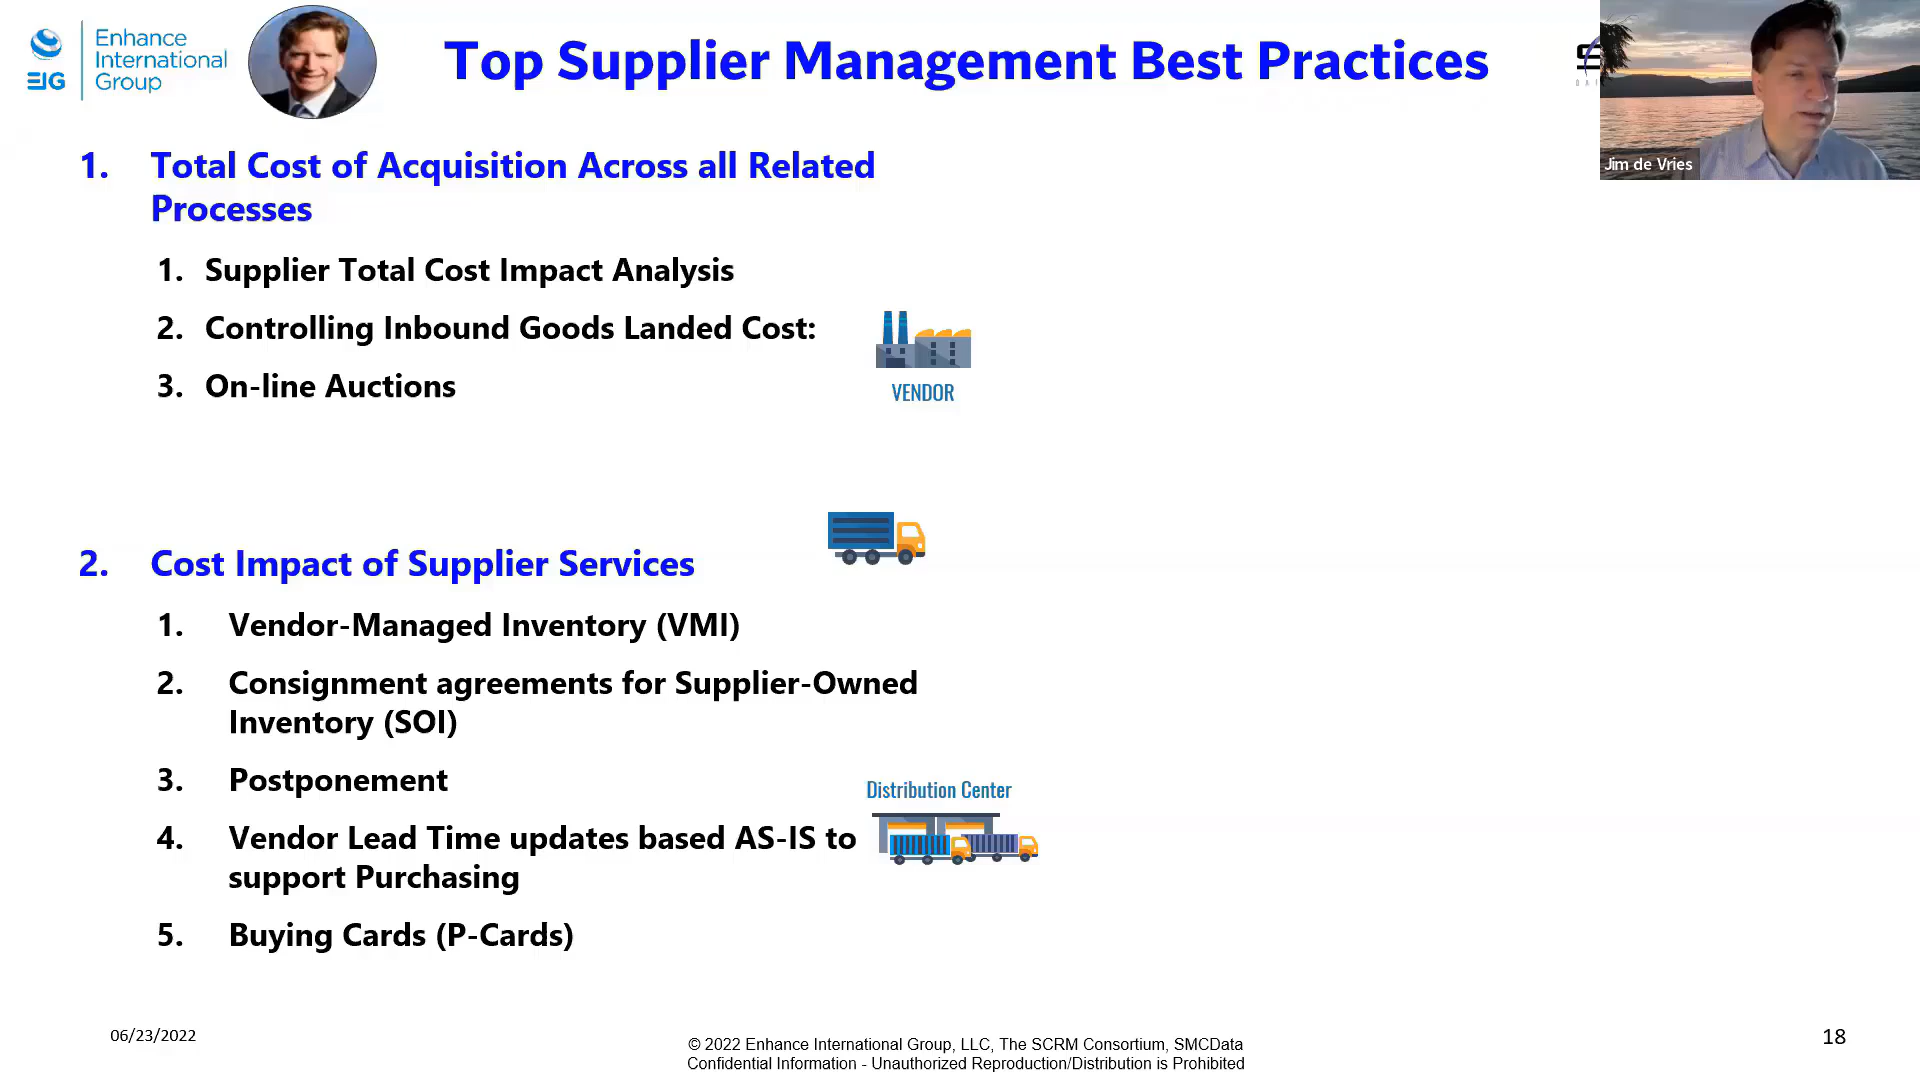 Enhance
International
Group
EIG
Top Supplier Management Best Practices
Jim de Vries
1. Total Cost of Acquisition Across all Related
Processes
1. Supplier Total Cost Impact Analysis
2. Controlling Inbound Goods Landed Cost:
3. On-line Auctions
VENDOR
2. Cost Impact of Supplier Services
1. Vendor-Managed Inventory (VMI)
2. Consignment agreements for Supplier-Owned
Inventory (SOI)
3. Postponement
Distribution Center
4. Vendor Lead Time updates based AS-IS to
support Purchasing
5. Buying Cards (P-Cards)
06/23/2022
© 2022 Enhance International Group, LLC, The SCRM Consortium, SMCData
Confidential Information - Unauthorized Reproduction/Distribution is Prohibited
18